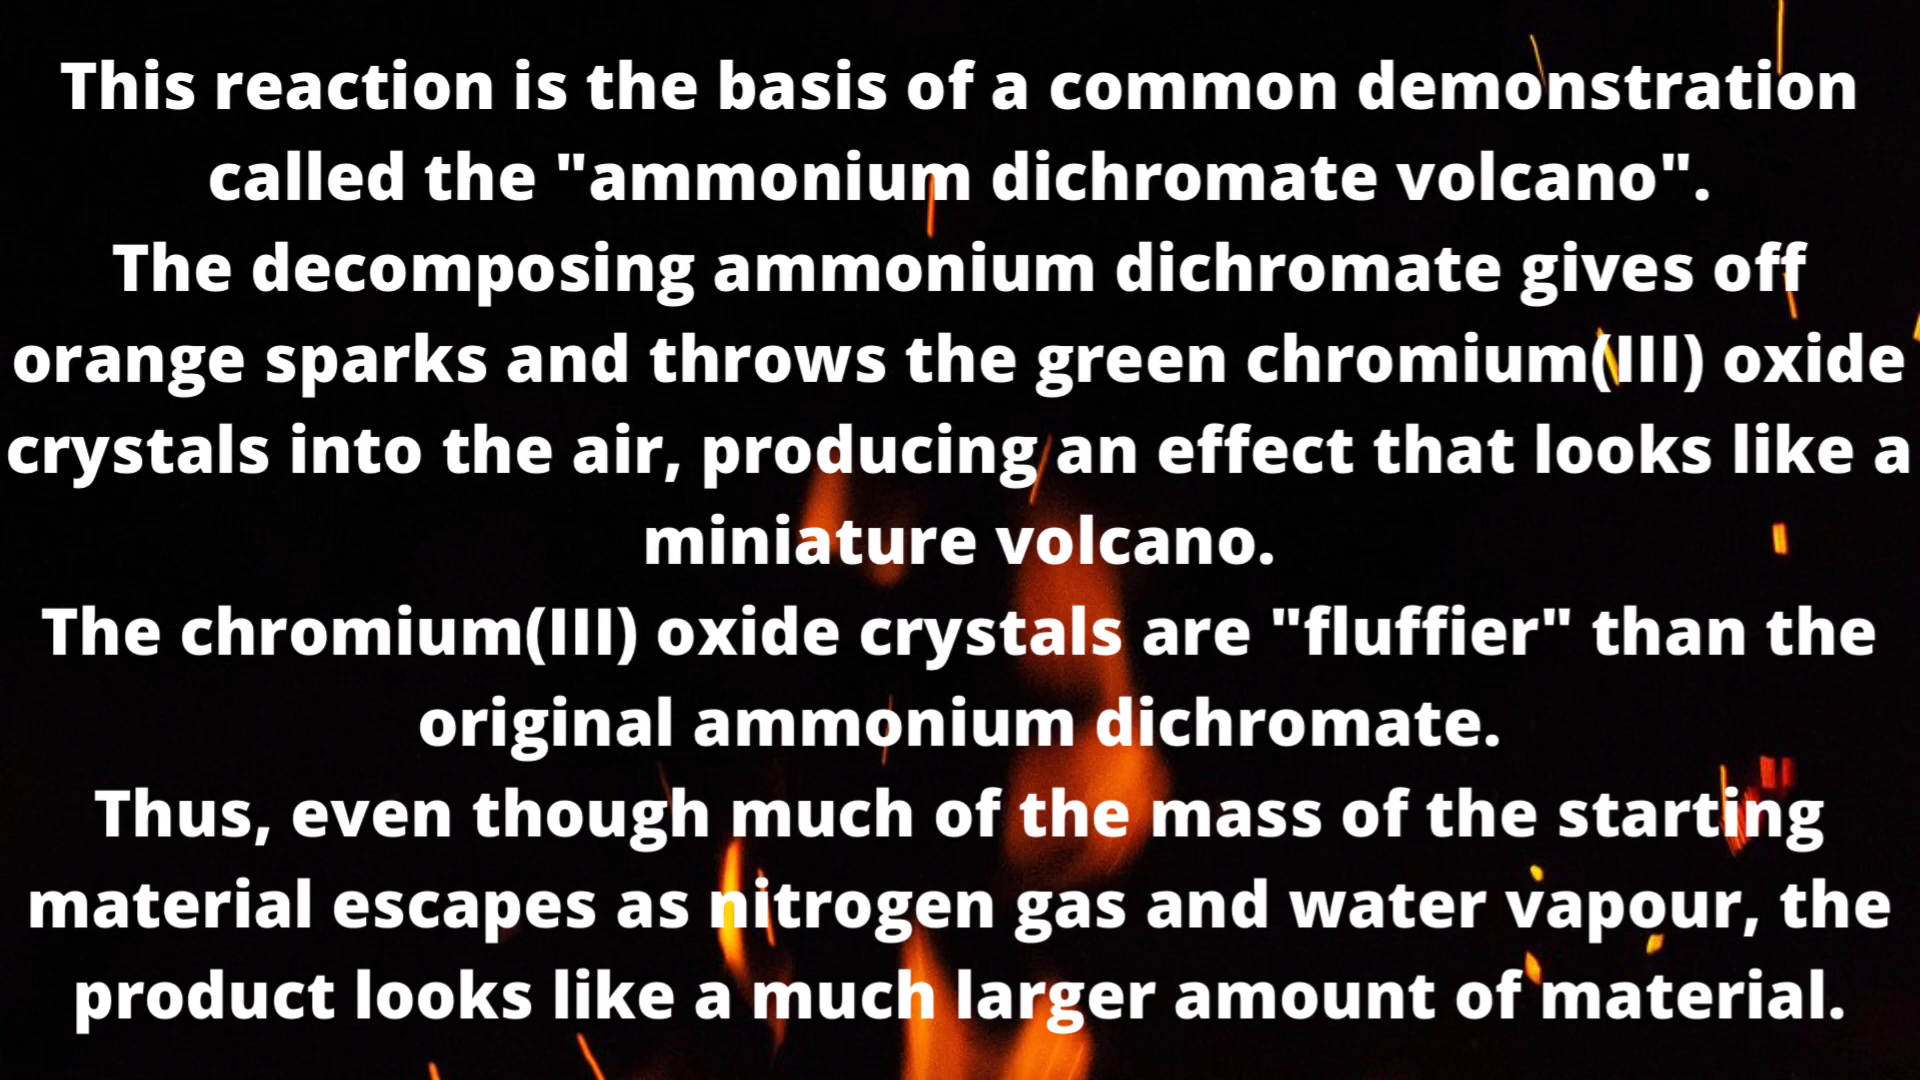 This reaction is the basis of a common demonstration
called the "ammonium dichromate volcano".
The decomposing ammonium dichromate gives off
orange sparks and throws the green chromium(III) oxide
crystals into the air, producing an effect that looks like a
miniature volcano.
The chromium(III) oxide crystals are "fluffier" than the
original ammonium dichromate.
Thus, even though much of the mass of the starting
material escapes as nitrogen gas and water vapour, the
product looks like a much larger amount of material.